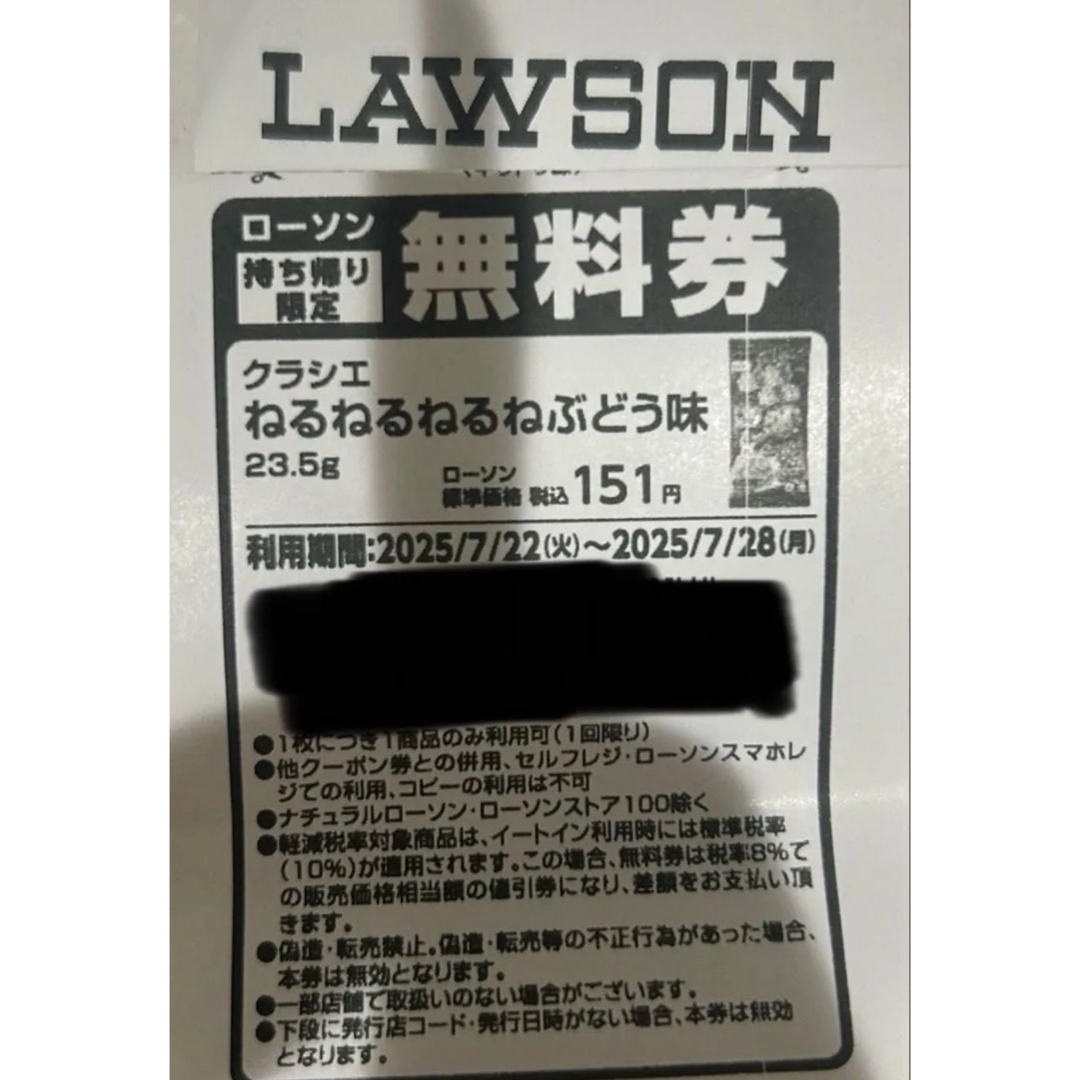 LAWSON
ローソン
持ち帰り
限定
無料券
クラシエ
ねるねるねるねぶどう味
23.5g
ローソン
標準価格 税込 151円
利用期間:2025/7/22(火)～2025/7/28(月)
●1枚につき1商品のみ利用可(1回限り)
●他クーポン券との併用、セルフレジ・ローソンスマホレ
ジでの利用、コピーの利用は不可
●ナチュラルローソン・ローソンストア100除く
●軽減税率対象商品は、イートイン利用時には標準税率
(10%)が適用されます。この場合、無料券は税率8%で
の販売価格相当額の値引券になり、差額をお支払い頂
きます。
●偽造・転売禁止。偽造・転売等の不正行為があった場合、
本券は無効となります。
●一部店舗で取扱いのない場合がございます。
●下段に発行店コード・発行日時がない場合、本券は無効
となります。